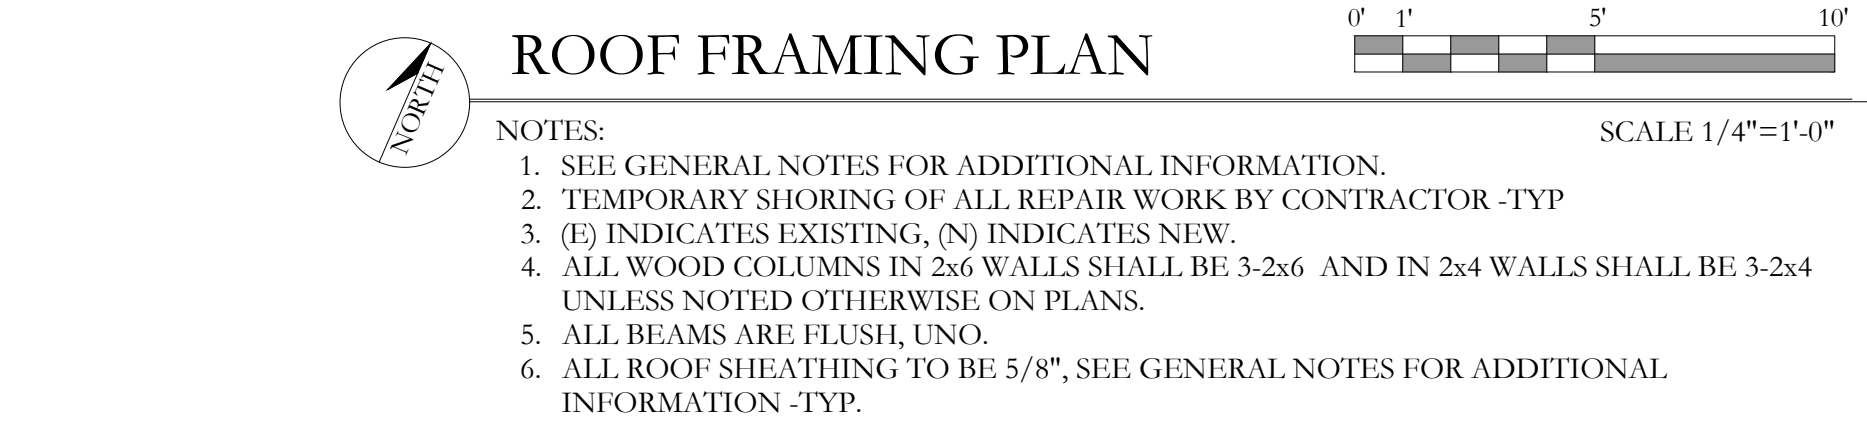 0' 1' 5' 10'
NORTH
ROOF FRAMING PLAN
NOTES:
SCALE 1/4"=1'-0"
1. SEE GENERAL NOTES FOR ADDITIONAL INFORMATION.
2. TEMPORARY SHORING OF ALL REPAIR WORK BY CONTRACTOR -TYP
3. (E) INDICATES EXISTING, (N) INDICATES NEW.
4. ALL WOOD COLUMNS IN 2x6 WALLS SHALL BE 3-2x6 AND IN 2x4 WALLS SHALL BE 3-2x4
UNLESS NOTED OTHERWISE ON PLANS.
5. ALL BEAMS ARE FLUSH, UNO.
6. ALL ROOF SHEATHING TO BE 5/8", SEE GENERAL NOTES FOR ADDITIONAL
INFORMATION -TYP.